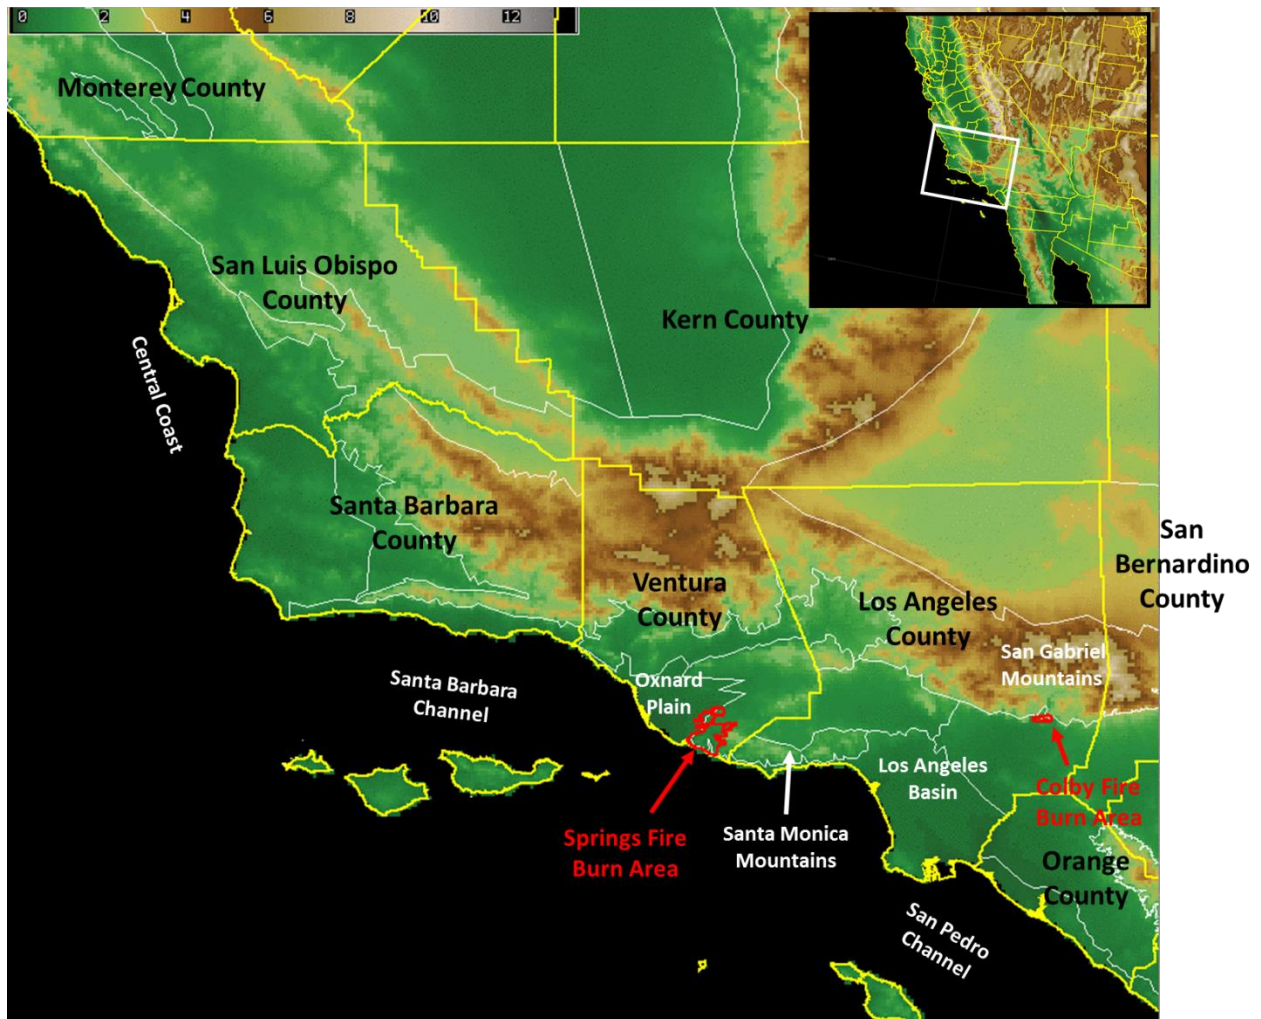 0 2 4 6 8 10 12
Monterey County
San Luis Obispo
County
Kern County
Central Coast
Santa Barbara
County
San
Bernardino
County
Ventura
County
Los Angeles
County
San Gabriel
Mountains
Oxnard
Plain
Santa Barbara
Channel
Los Angeles
Basin
Colby Fire
Burn Area
Springs Fire
Burn Area
Santa Monica
Mountains
Orange
County
San Pedro
Channel